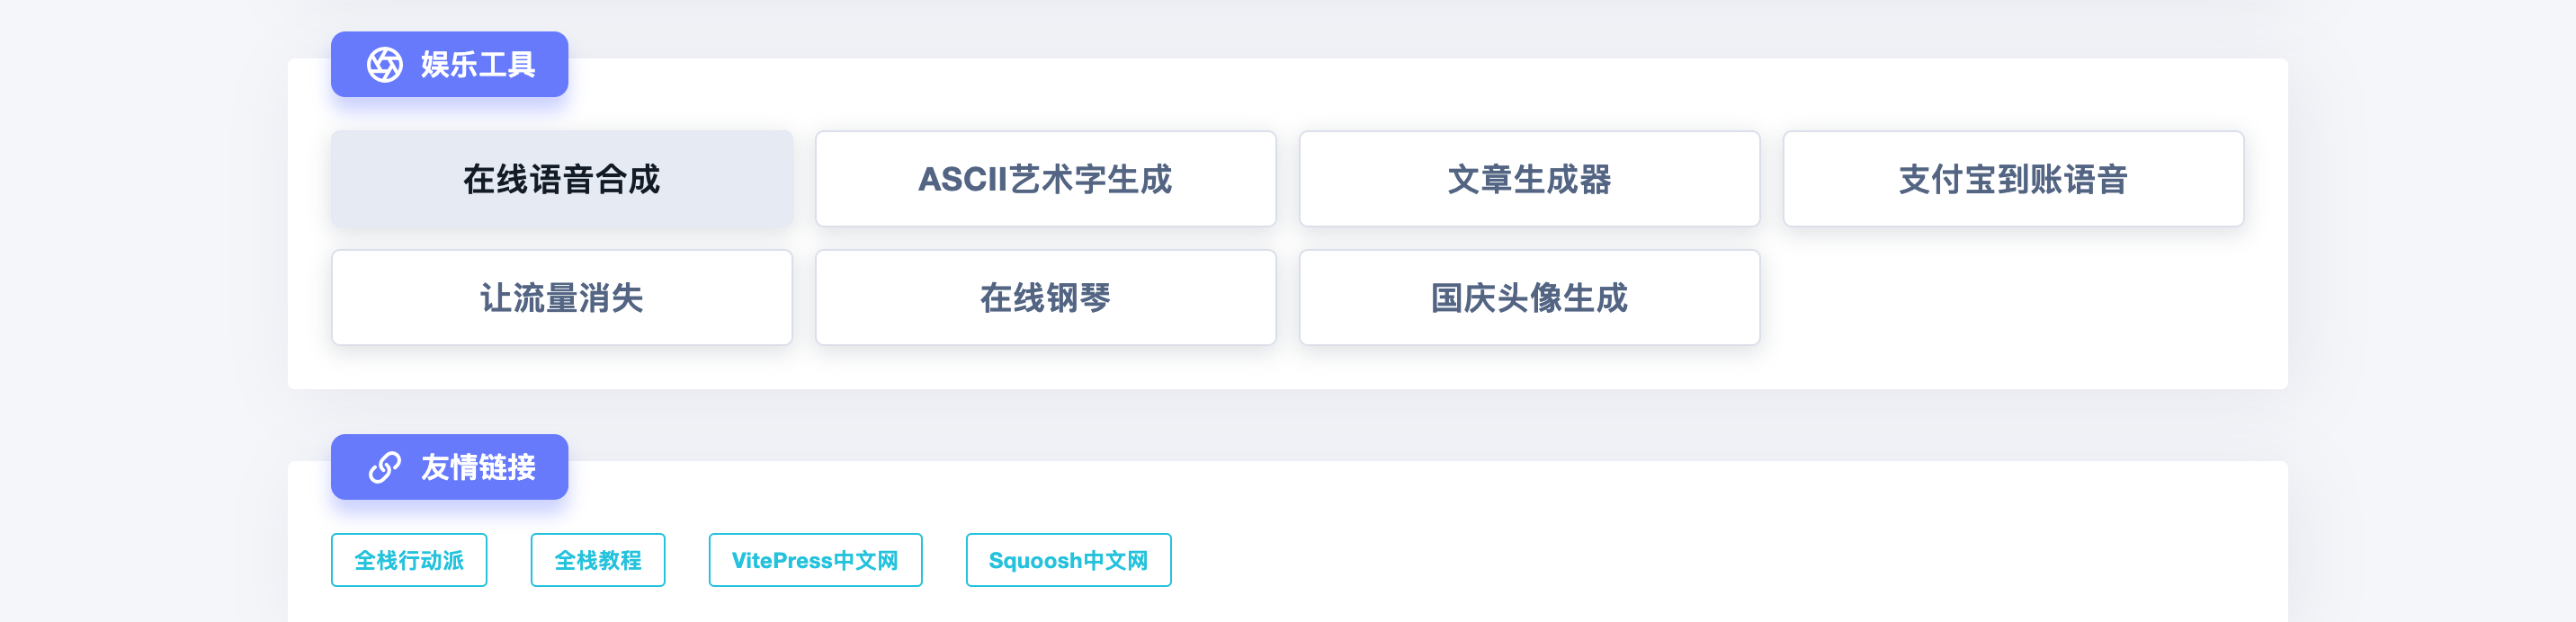 娱乐工具
在线语音合成 ASCII艺术字生成 文章生成器 支付宝到账语音
让流量消失 在线钢琴 国庆头像生成
友情链接
全栈行动派 全栈教程 VitePress中文网 Squoosh中文网